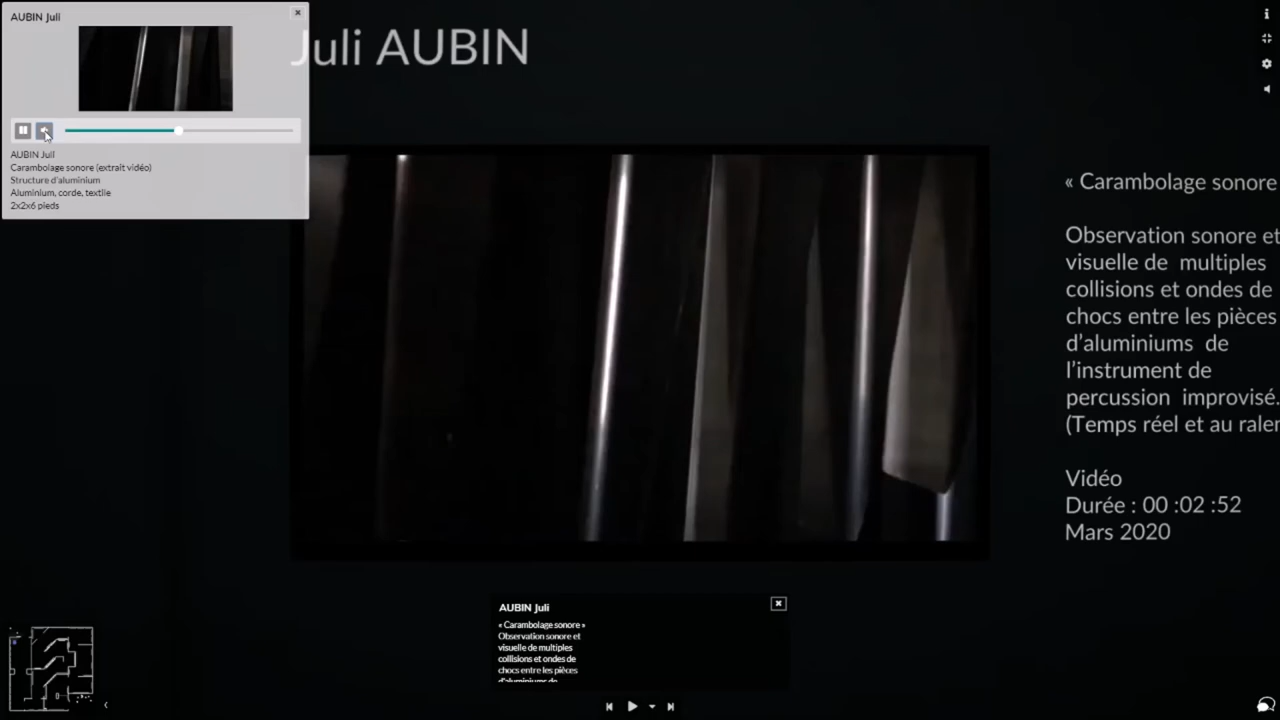 AUBIN Juli
AUBIN Juli
Carambolage sonore (extrait vidéo)
Structure d'aluminium
Aluminium, corde, textile
2x2x6 pieds
Juli AUBIN
« Carambolage sonore
Observation sonore et
visuelle de multiples
collisions et ondes de
chocs entre les pièces
d'aluminiums de
l'instrument de
percussion improvisé.
(Temps réel et au raler
Vidéo
Durée : 00 :02 :52
Mars 2020
AUBIN Juli
« Carambolage sonore »
Observation sonore et
visuelle de multiples
collisions et ondes de
chocs entre les pièces
d'aluminiums de